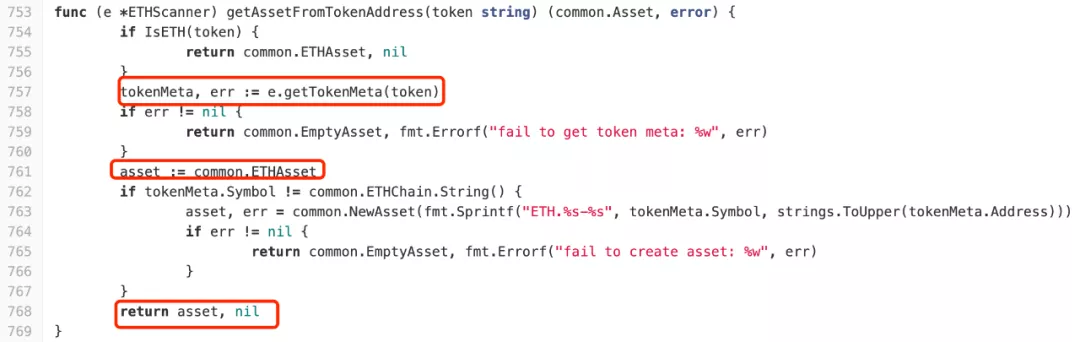 753 func (e *ETHScanner) getAssetFromTokenAddress(token string) (common.Asset, error) {
754 if IsETH(token) {
755 return common.ETHAsset, nil
756 }
757 tokenMeta, err := e.getTokenMeta(token)
758 if err != nil {
759 return common.EmptyAsset, fmt.Errorf("fail to get token meta: %w", err)
760 }
761 asset := common.ETHAsset
762 if tokenMeta.Symbol != common.ETHChain.String() {
763 asset, err = common.NewAsset(fmt.Sprintf("ETH.%s-%s", tokenMeta.Symbol, strings.ToUpper(tokenMeta.Address)))
764 if err != nil {
765 return common.EmptyAsset, fmt.Errorf("fail to create asset: %w", err)
766 }
767 }
768 return asset, nil
769 }